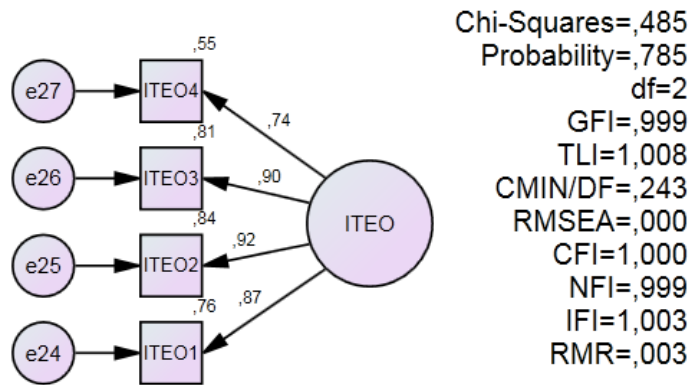 Chi-Squares=,485
Probability=,785
df=2
GFI=,999
TLI=1,008
CMIN/DF=,243
RMSEA=,000
CFI=1,000
NFI=,999
IFI=1,003
RMR=,003
,55
e27
ITEO4
,74
,81
e26
ITEO3
,90
ITEO
,84
e25
ITEO2
,92
,76
,87
e24
ITEO1